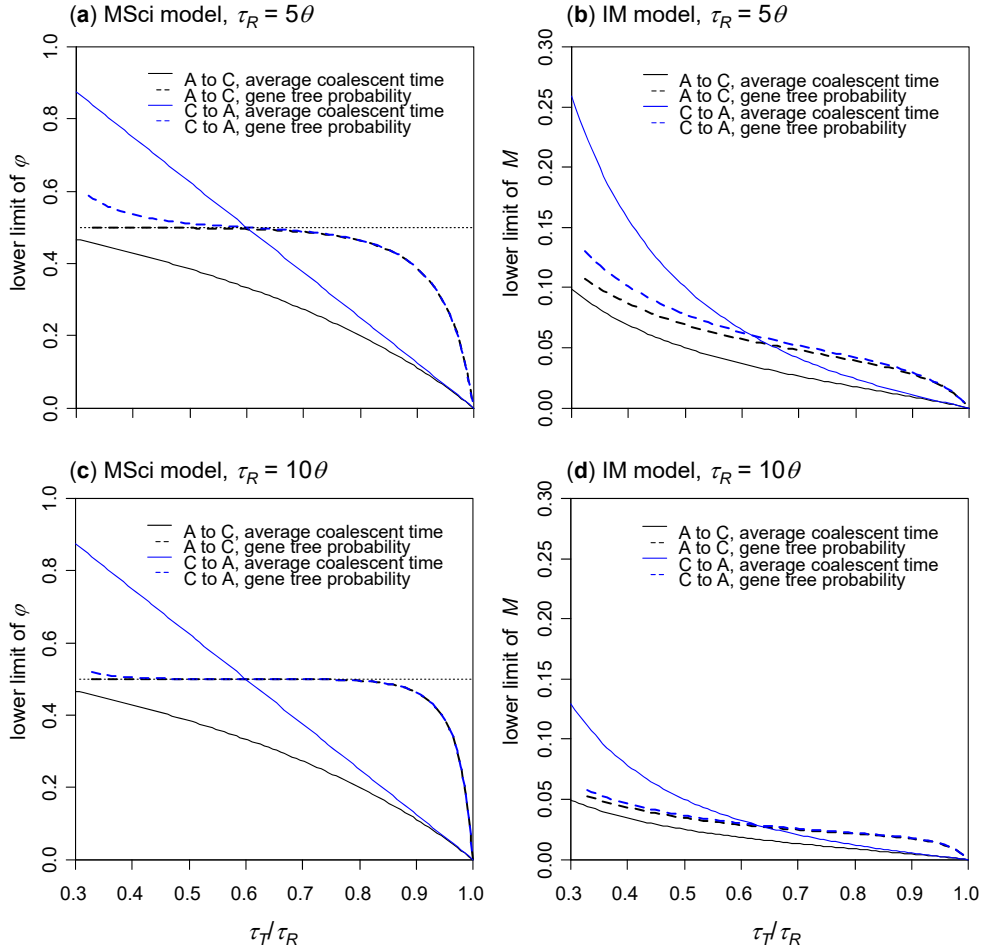 (a) MSci model, τR = 5θ
1.0
0.8
0.6
0.4
0.2
0.0
lower limit of φ
A to C, average coalescent time
A to C, gene tree probability
C to A, average coalescent time
C to A, gene tree probability
(b) IM model, τR = 5θ
0.30
0.25
0.20
0.15
0.10
0.05
0.00
lower limit of M
A to C, average coalescent time
A to C, gene tree probability
C to A, average coalescent time
C to A, gene tree probability
(c) MSci model, τR = 10θ
1.0
0.8
0.6
0.4
0.2
0.0
lower limit of φ
A to C, average coalescent time
A to C, gene tree probability
C to A, average coalescent time
C to A, gene tree probability
0.3 0.4 0.5 0.6 0.7 0.8 0.9 1.0
τT/τR
(d) IM model, τR = 10θ
0.30
0.25
0.20
0.15
0.10
0.05
0.00
lower limit of M
A to C, average coalescent time
A to C, gene tree probability
C to A, average coalescent time
C to A, gene tree probability
0.3 0.4 0.5 0.6 0.7 0.8 0.9 1.0
τT/τR